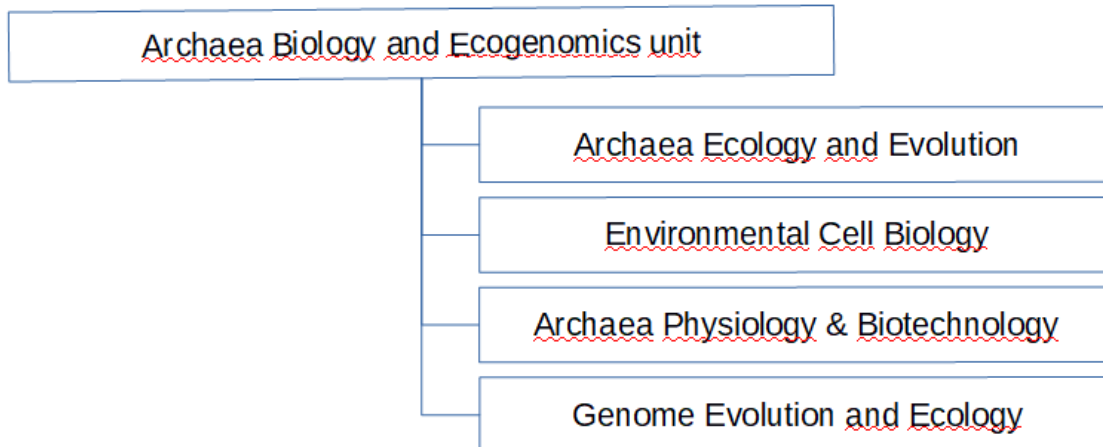 Archaea Biology and Ecogenomics unit
Archaea Ecology and Evolution
Environmental Cell Biology
Archaea Physiology & Biotechnology
Genome Evolution and Ecology